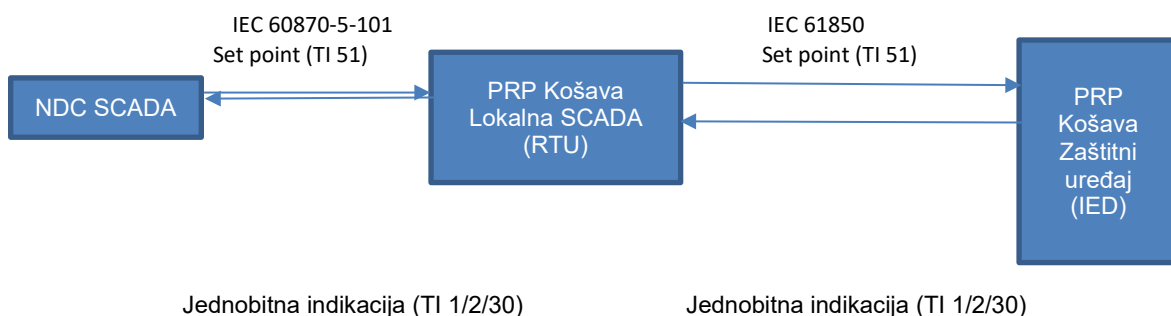 IEC 60870-5-101
Set point (TI 51)
IEC 61850
Set point (TI 51)
NDC SCADA
PRP Košava
Lokalna SCADA
(RTU)
PRP
Košava
Zaštitni
uređaj
(IED)
Jednobitna indikacija (TI 1/2/30)
Jednobitna indikacija (TI 1/2/30)